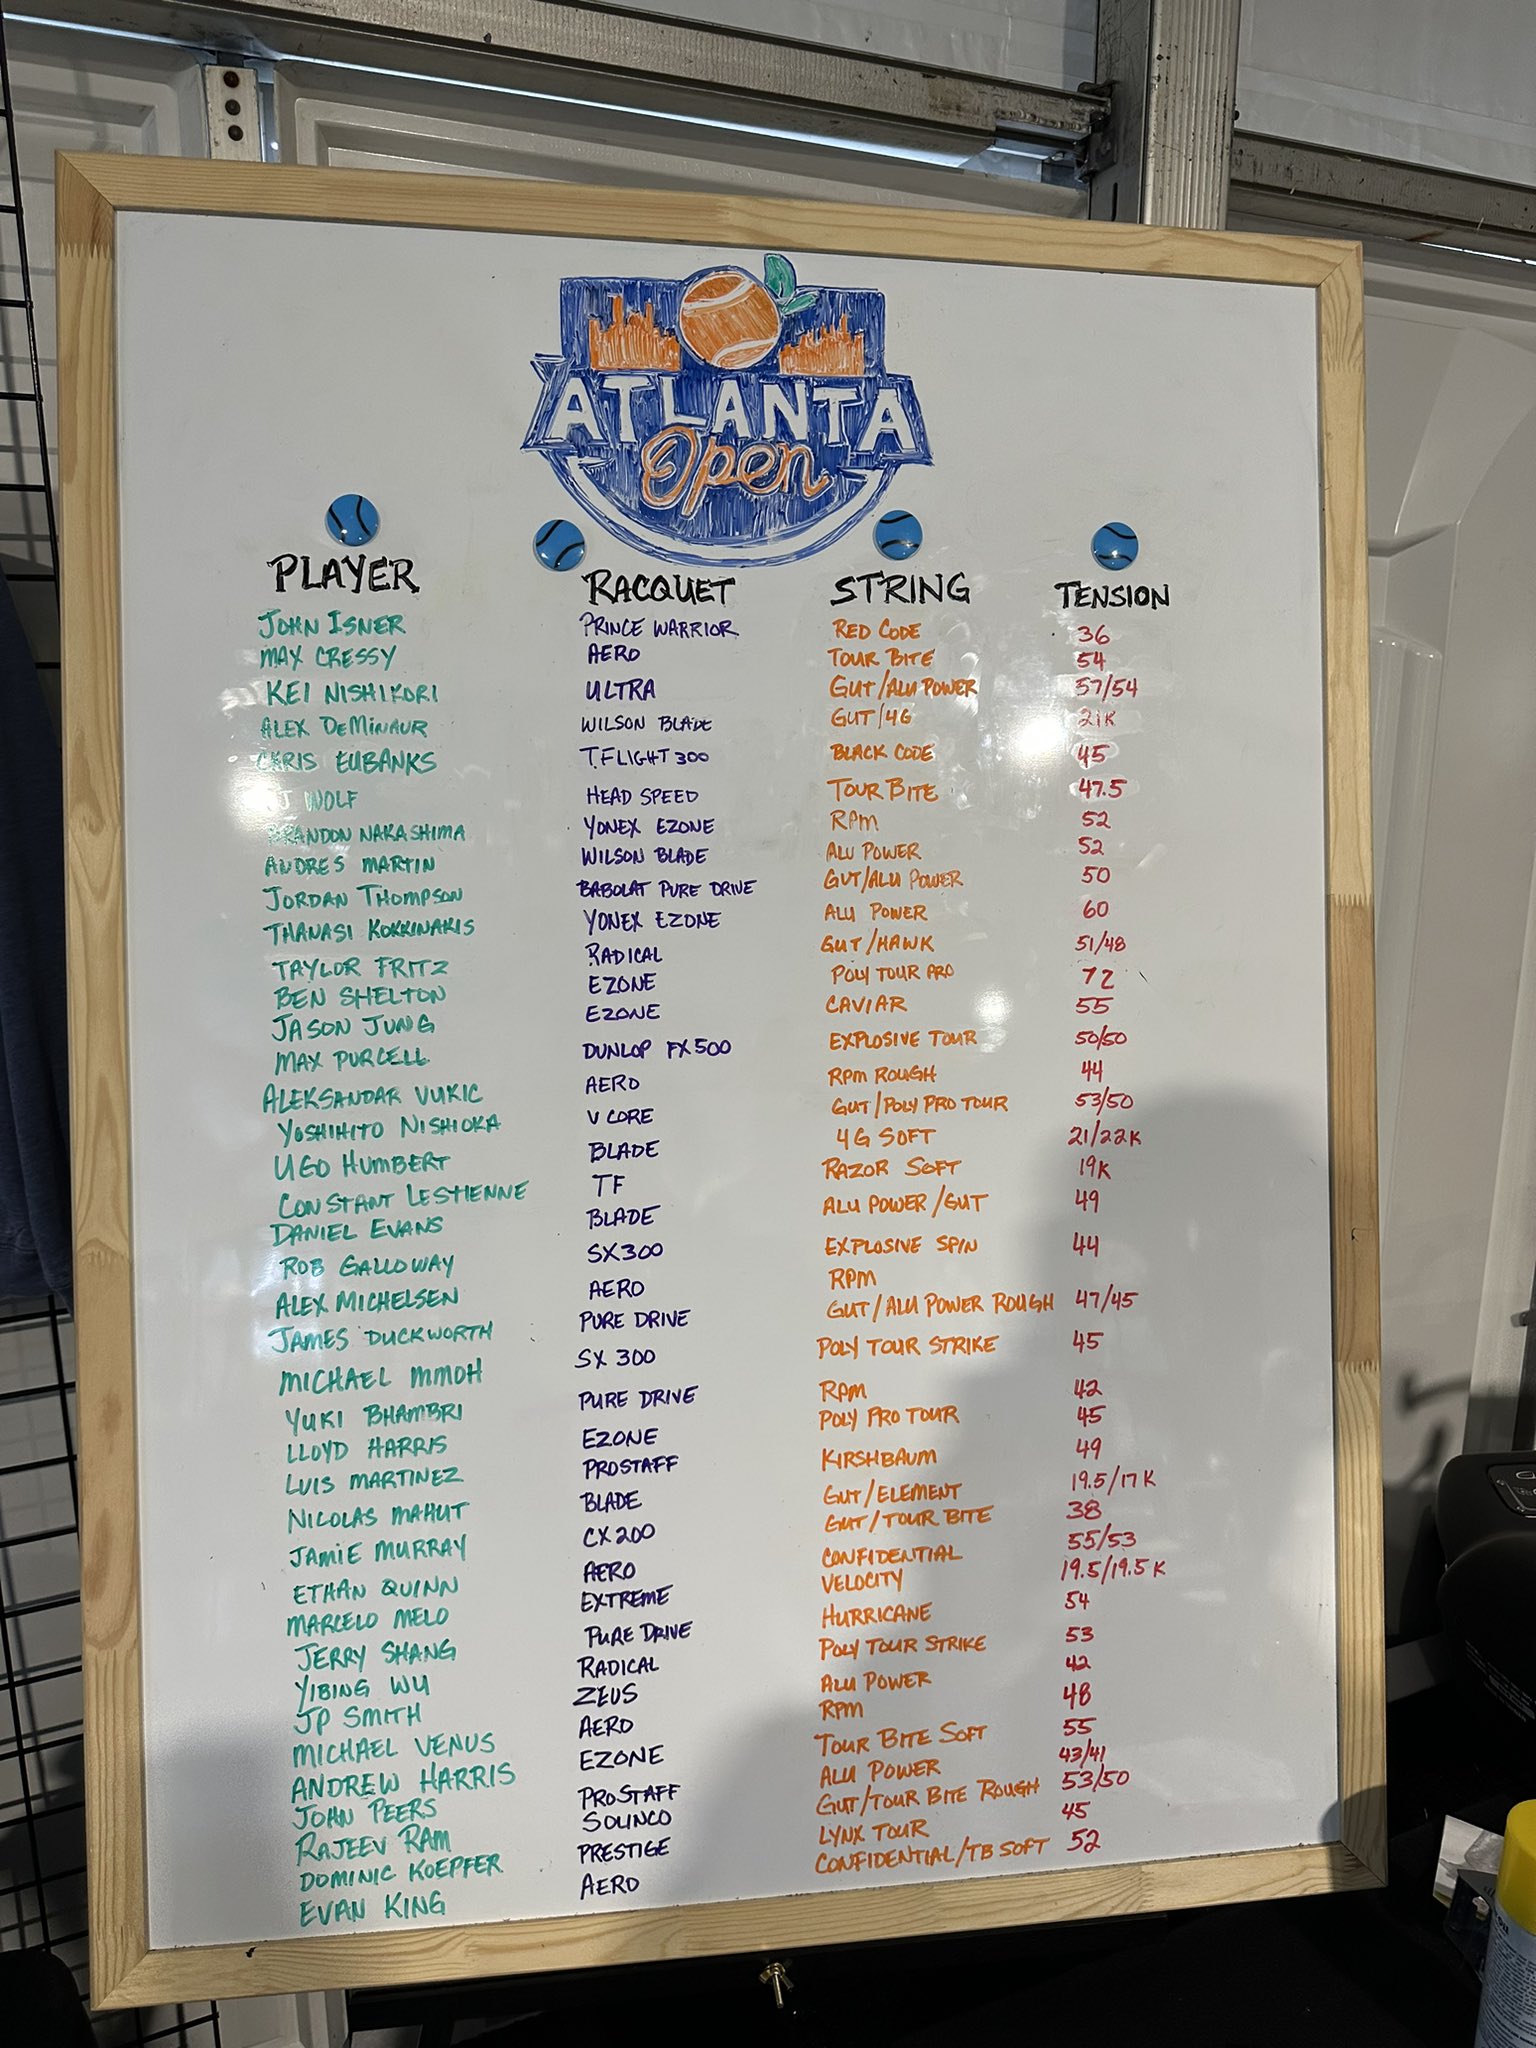 ATLANTA
Open
PLAYER RACQUET STRING TENSION
JOHN ISNER PRINCE WARRIOR RED CODE 36
MAX CRESSY AERO TOUR BITE 54
KEI NISHIKORI ULTRA GUT/ALU POWER 57/54
ALEX DEMINAUR WILSON BLADE GUT/4G 21K
CHRIS EUBANKS T.FLIGHT 300 BLACK CODE 45
J WOLF HEAD SPEED TOUR BITE 47.5
BRANDON NAKASHIMA YONEX EZONE RPM 52
ANDRES MARTIN WILSON BLADE ALU POWER 52
JORDAN THOMPSON BABOLAT PURE DRIVE GUT/ALU POWER 50
THANASI KOKKINAKIS YONEX EZONE ALU POWER 60
TAYLOR FRITZ RADICAL GUT/HAWK 51/48
BEN SHELTON EZONE POLY TOUR PRO 72
JASON JUNG EZONE CAVIAR 55
MAX PURCELL DUNLOP FX500 EXPLOSIVE TOUR 50/50
ALEKSANDAR VUKIC AERO RPM ROUGH 44
YOSHIHITO NISHIOKA V CORE GUT/POLY PRO TOUR 53/50
UGO HUMBERT BLADE 4G SOFT 21/22K
CONSTANT LESTIENNE TF RAZOR SOFT 19K
DANIEL EVANS BLADE ALU POWER/GUT 49
ROB GALLOWAY SX300 EXPLOSIVE SPIN 44
ALEX MICHELSEN AERO RPM
JAMES DUCKWORTH PURE DRIVE GUT/ALU POWER ROUGH 47/45
MICHAEL MMOH SX 300 POLY TOUR STRIKE 45
YUKI BHAMBRI PURE DRIVE RPM 42
LLOYD HARRIS EZONE POLY PRO TOUR 45
LUIS MARTINEZ PROSTAFF KIRSHBAUM 49
NICOLAS MAHUT BLADE GUT/ELEMENT 19.5/17K
JAMIE MURRAY CX200 GUT/TOUR BITE 38
ETHAN QUINN AERO CONFIDENTIAL 55/53
MARCELO MELO EXTREME VELOCITY 19.5/19.5K
JERRY SHANG PURE DRIVE HURRICANE 54
YIBING WU RADICAL POLY TOUR STRIKE 53
JP SMITH ZEUS ALU POWER 42
MICHAEL VENUS AERO RPM 48
ANDREW HARRIS EZONE TOUR BITE SOFT 55
JOHN PEERS PROSTAFF ALU POWER 43/41
RAJEEV RAM SOLINCO GUT/TOUR BITE ROUGH 53/50
DOMINIC KOEPFER PRESTIGE LYNX TOUR 45
EVAN KING AERO CONFIDENTIAL/TB SOFT 52